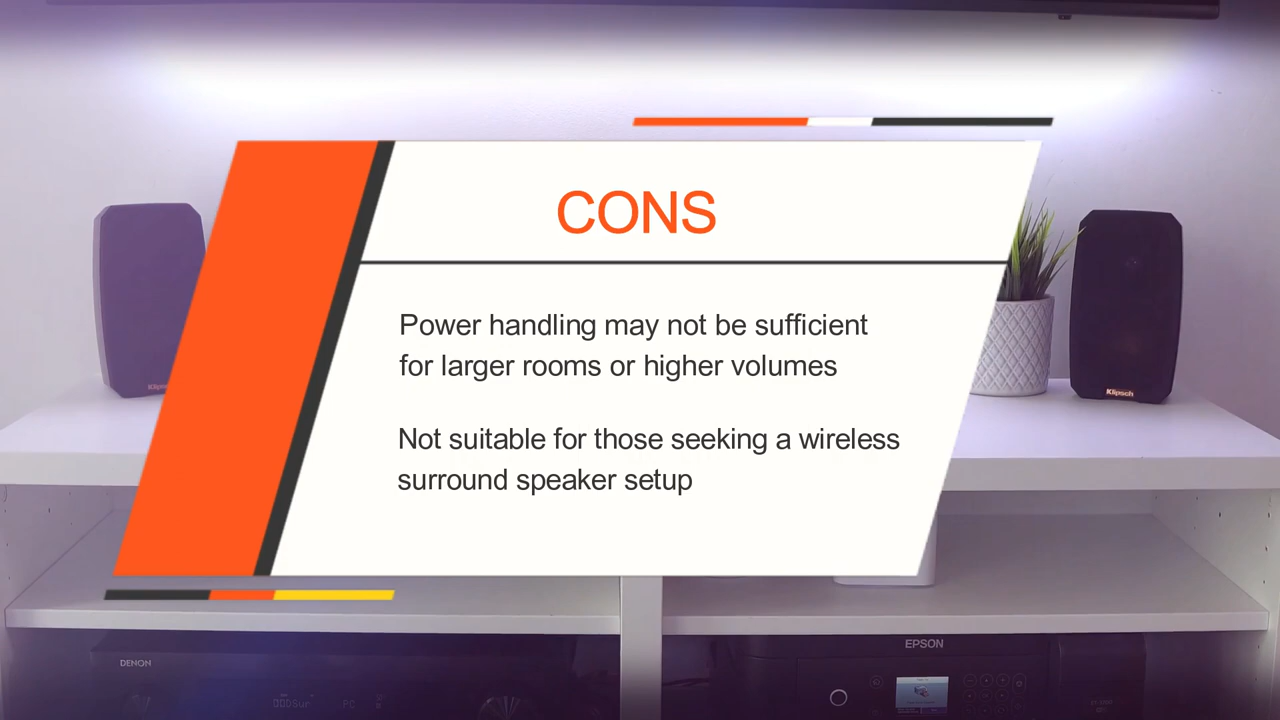 CONS
Power handling may not be sufficient
for larger rooms or higher volumes
Not suitable for those seeking a wireless
surround speaker setup
Klipsch
DENON
EPSON
PC